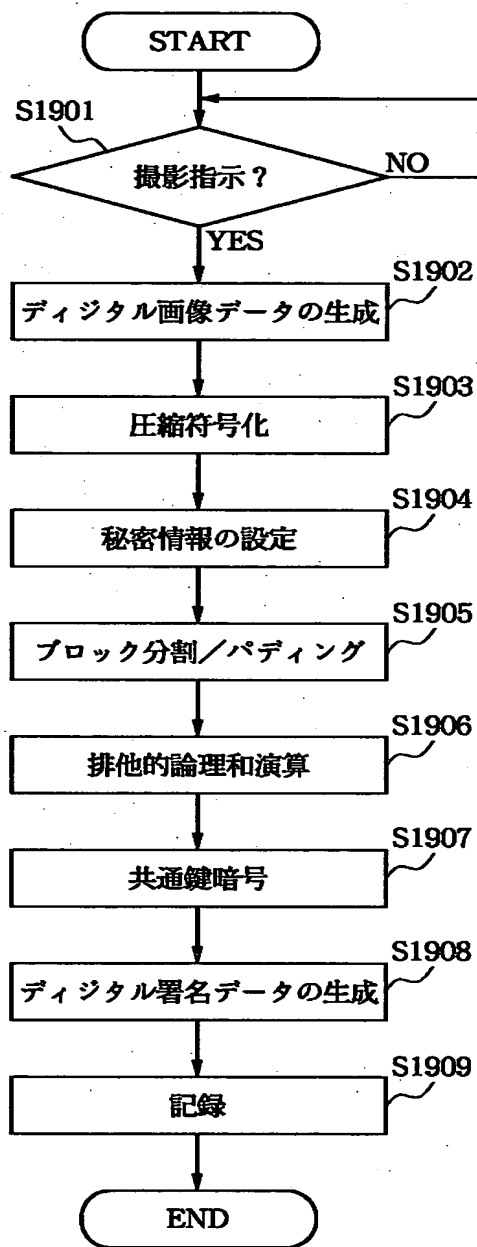 START
S1901
撮影指示？
NO
YES
S1902
ディジタル画像データの生成
S1903
圧縮符号化
S1904
秘密情報の設定
S1905
ブロック分割／パディング
S1906
排他的論理和演算
S1907
共通鍵暗号
S1908
ディジタル署名データの生成
S1909
記録
END